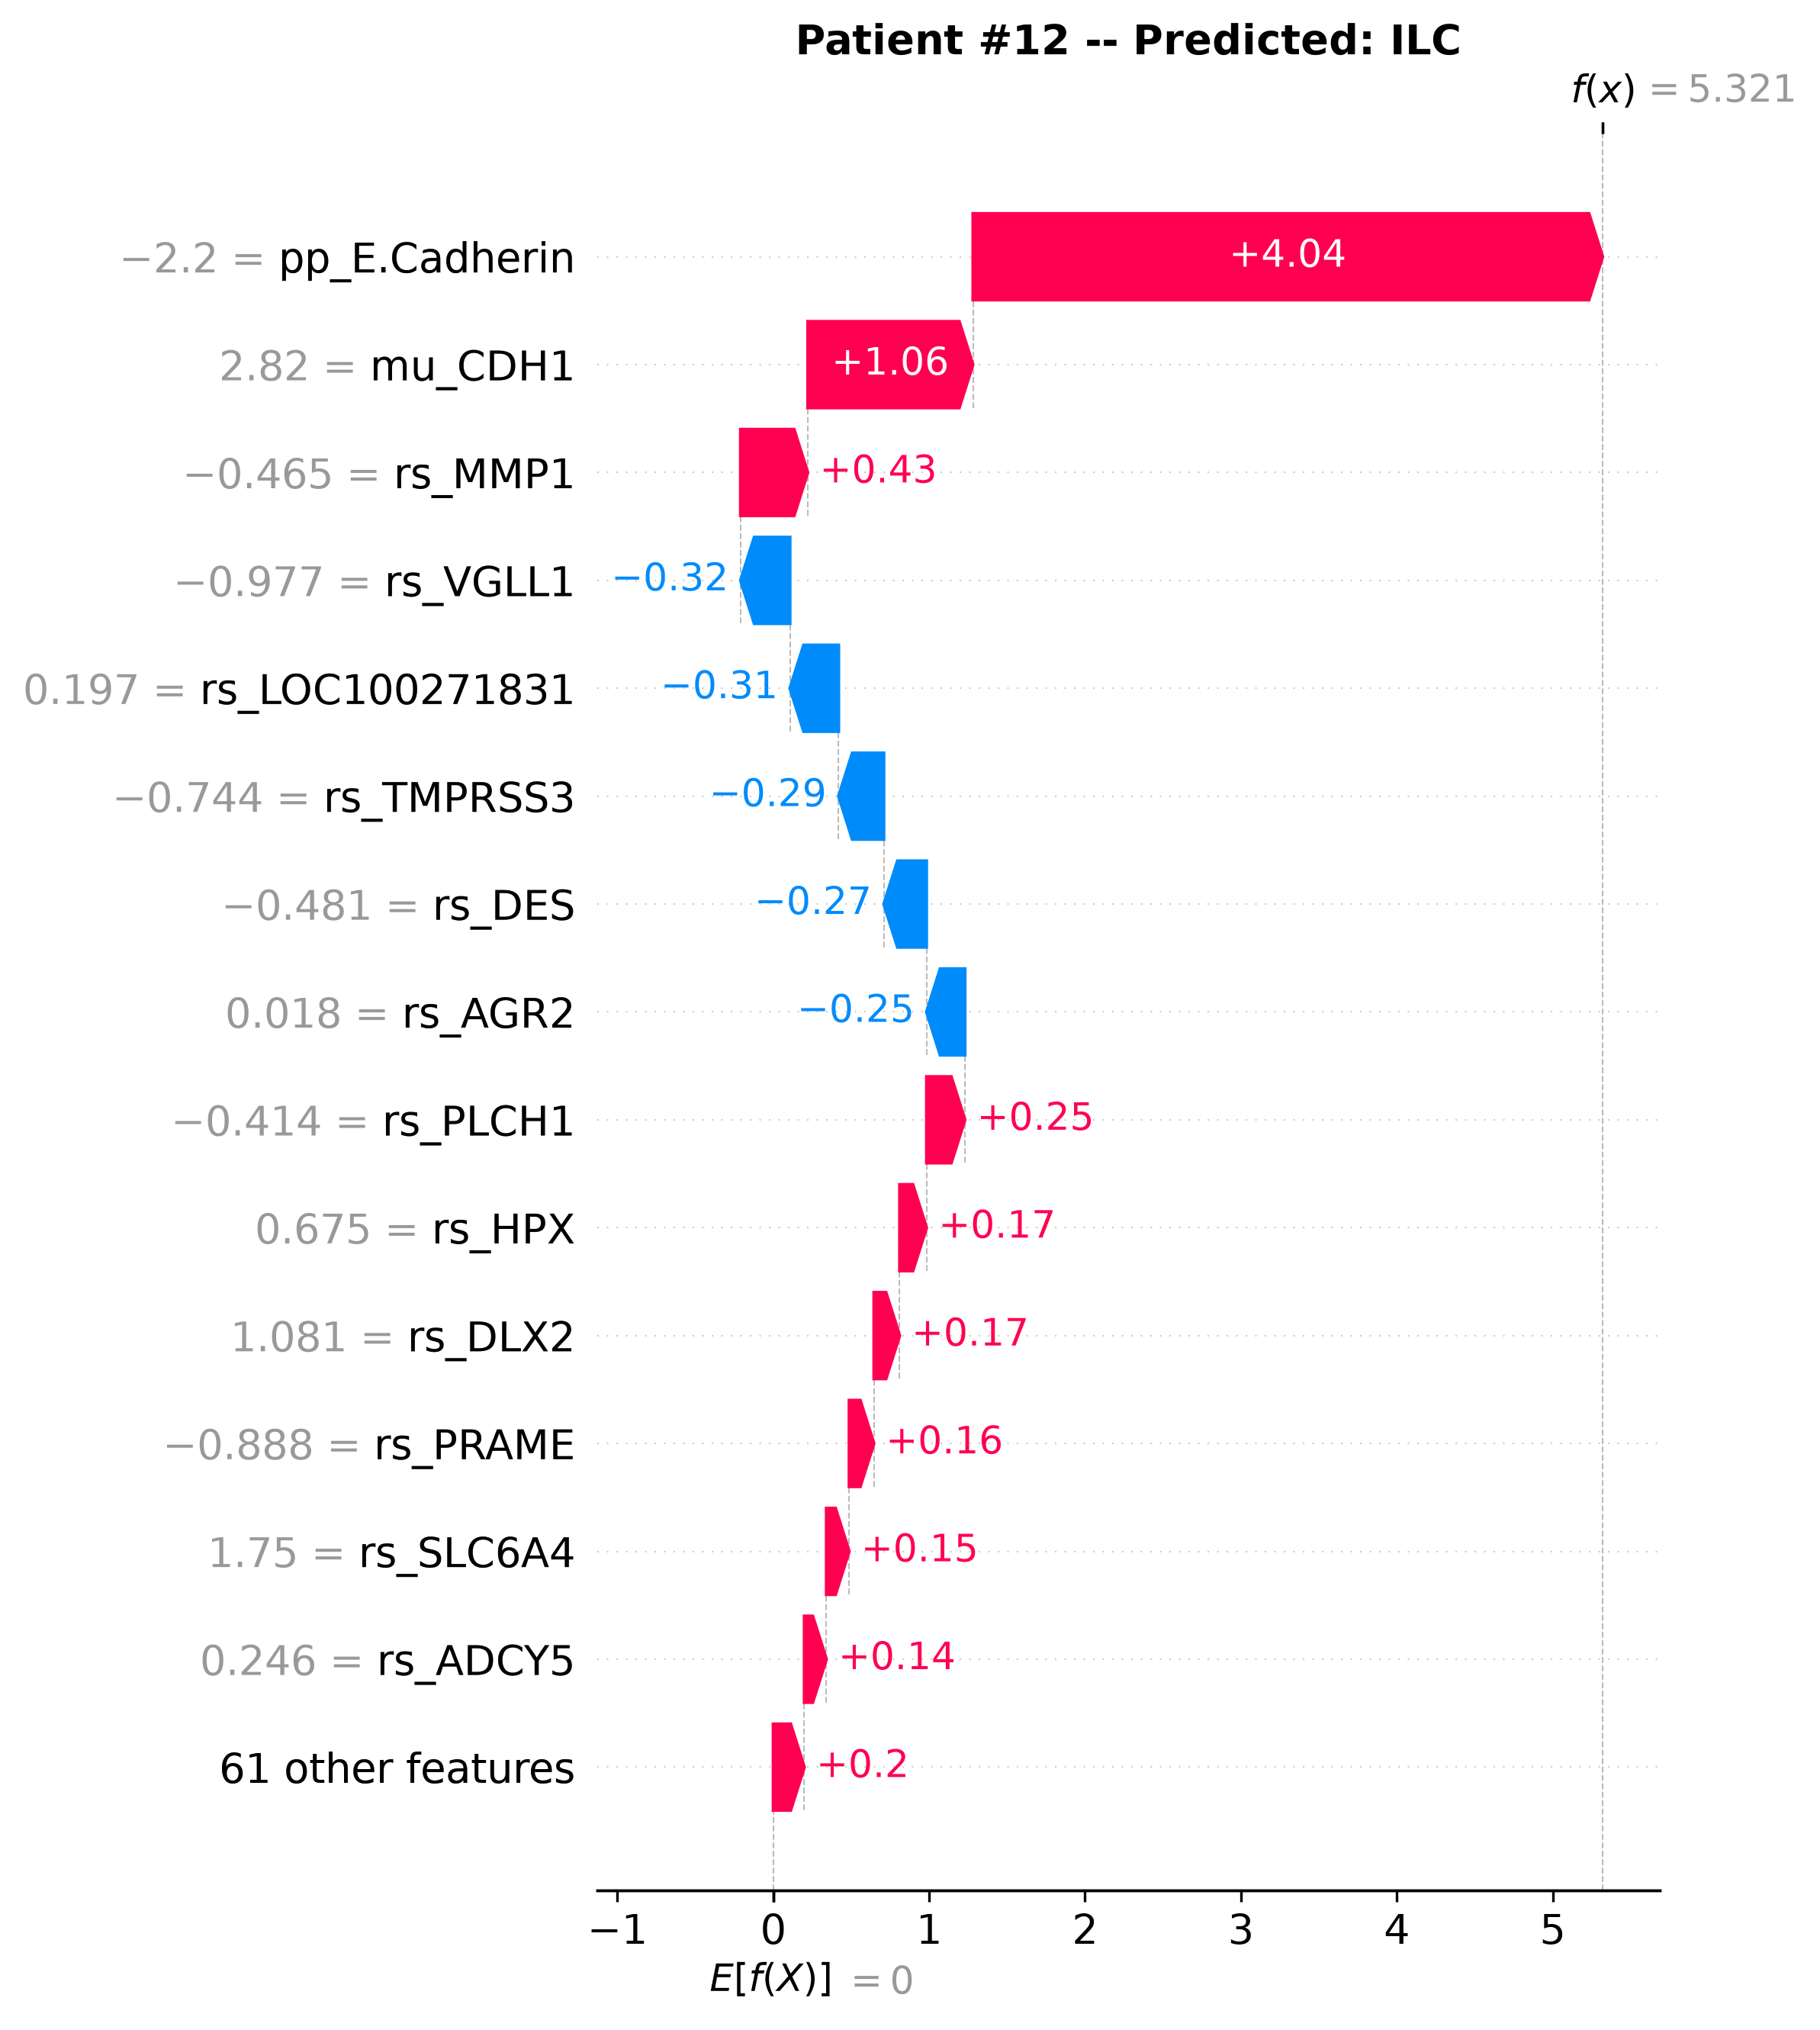 Patient #12 -- Predicted: ILC
f(x) = 5.321
−2.2 = pp_E.Cadherin +4.04
2.82 = mu_CDH1 +1.06
−0.465 = rs_MMP1 +0.43
−0.977 = rs_VGLL1 −0.32
0.197 = rs_LOC100271831 −0.31
−0.744 = rs_TMPRSS3 −0.29
−0.481 = rs_DES −0.27
0.018 = rs_AGR2 −0.25
−0.414 = rs_PLCH1 +0.25
0.675 = rs_HPX +0.17
1.081 = rs_DLX2 +0.17
−0.888 = rs_PRAME +0.16
1.75 = rs_SLC6A4 +0.15
0.246 = rs_ADCY5 +0.14
61 other features +0.2
−1 0 1 2 3 4 5
E[f(X)] = 0